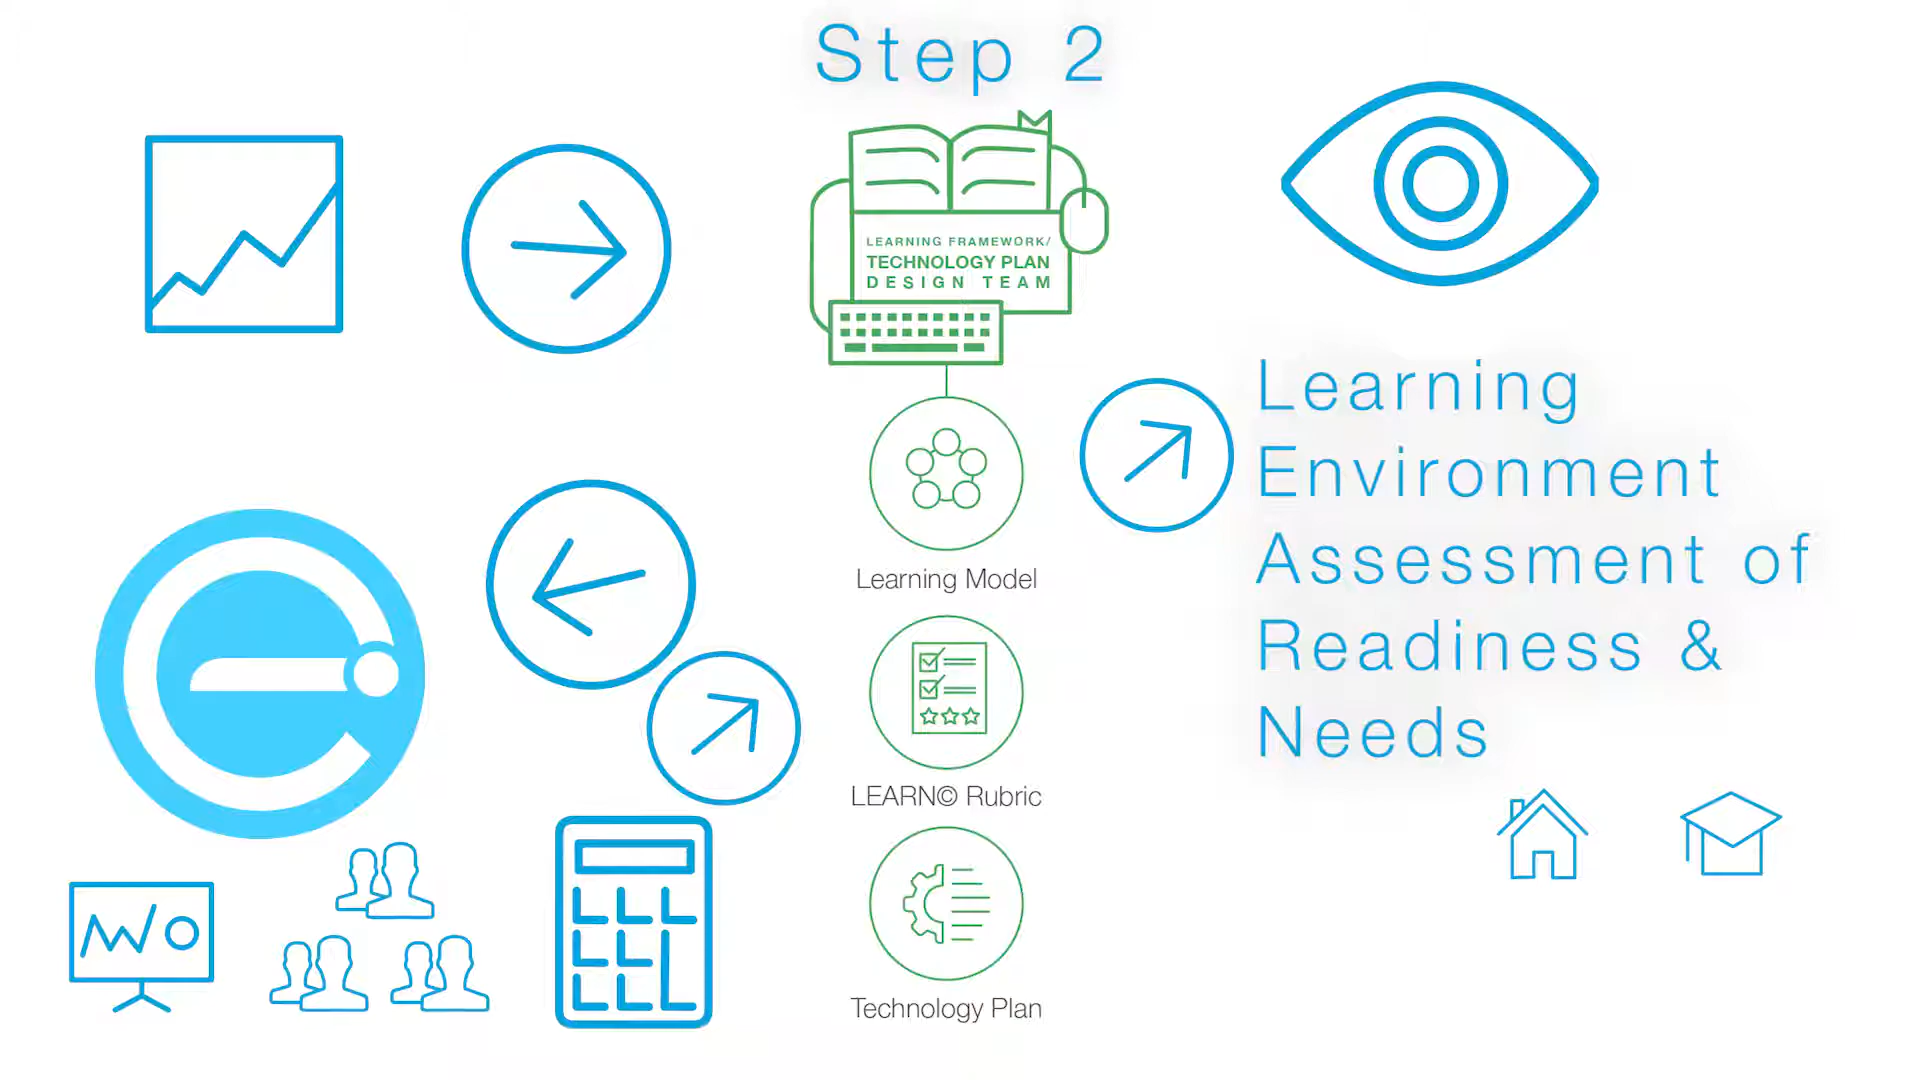 Step 2
LEARNING FRAMEWORK/
TECHNOLOGY PLAN
DESIGN TEAM
Learning
Environment
Assessment of
Readiness &
Needs
Learning Model
LEARN© Rubric
Technology Plan